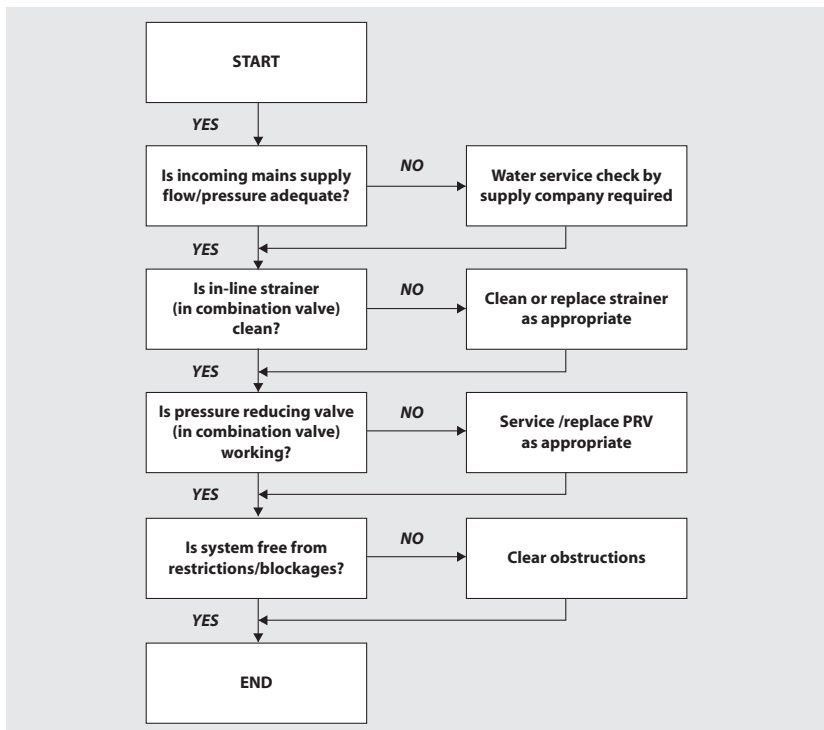 START
YES
Is incoming mains supply
flow/pressure adequate?
NO
Water service check by
supply company required
YES
Is in-line strainer
(in combination valve)
clean?
NO
Clean or replace strainer
as appropriate
YES
Is pressure reducing valve
(in combination valve)
working?
NO
Service /replace PRV
as appropriate
YES
Is system free from
restrictions/blockages?
NO
Clear obstructions
YES
END